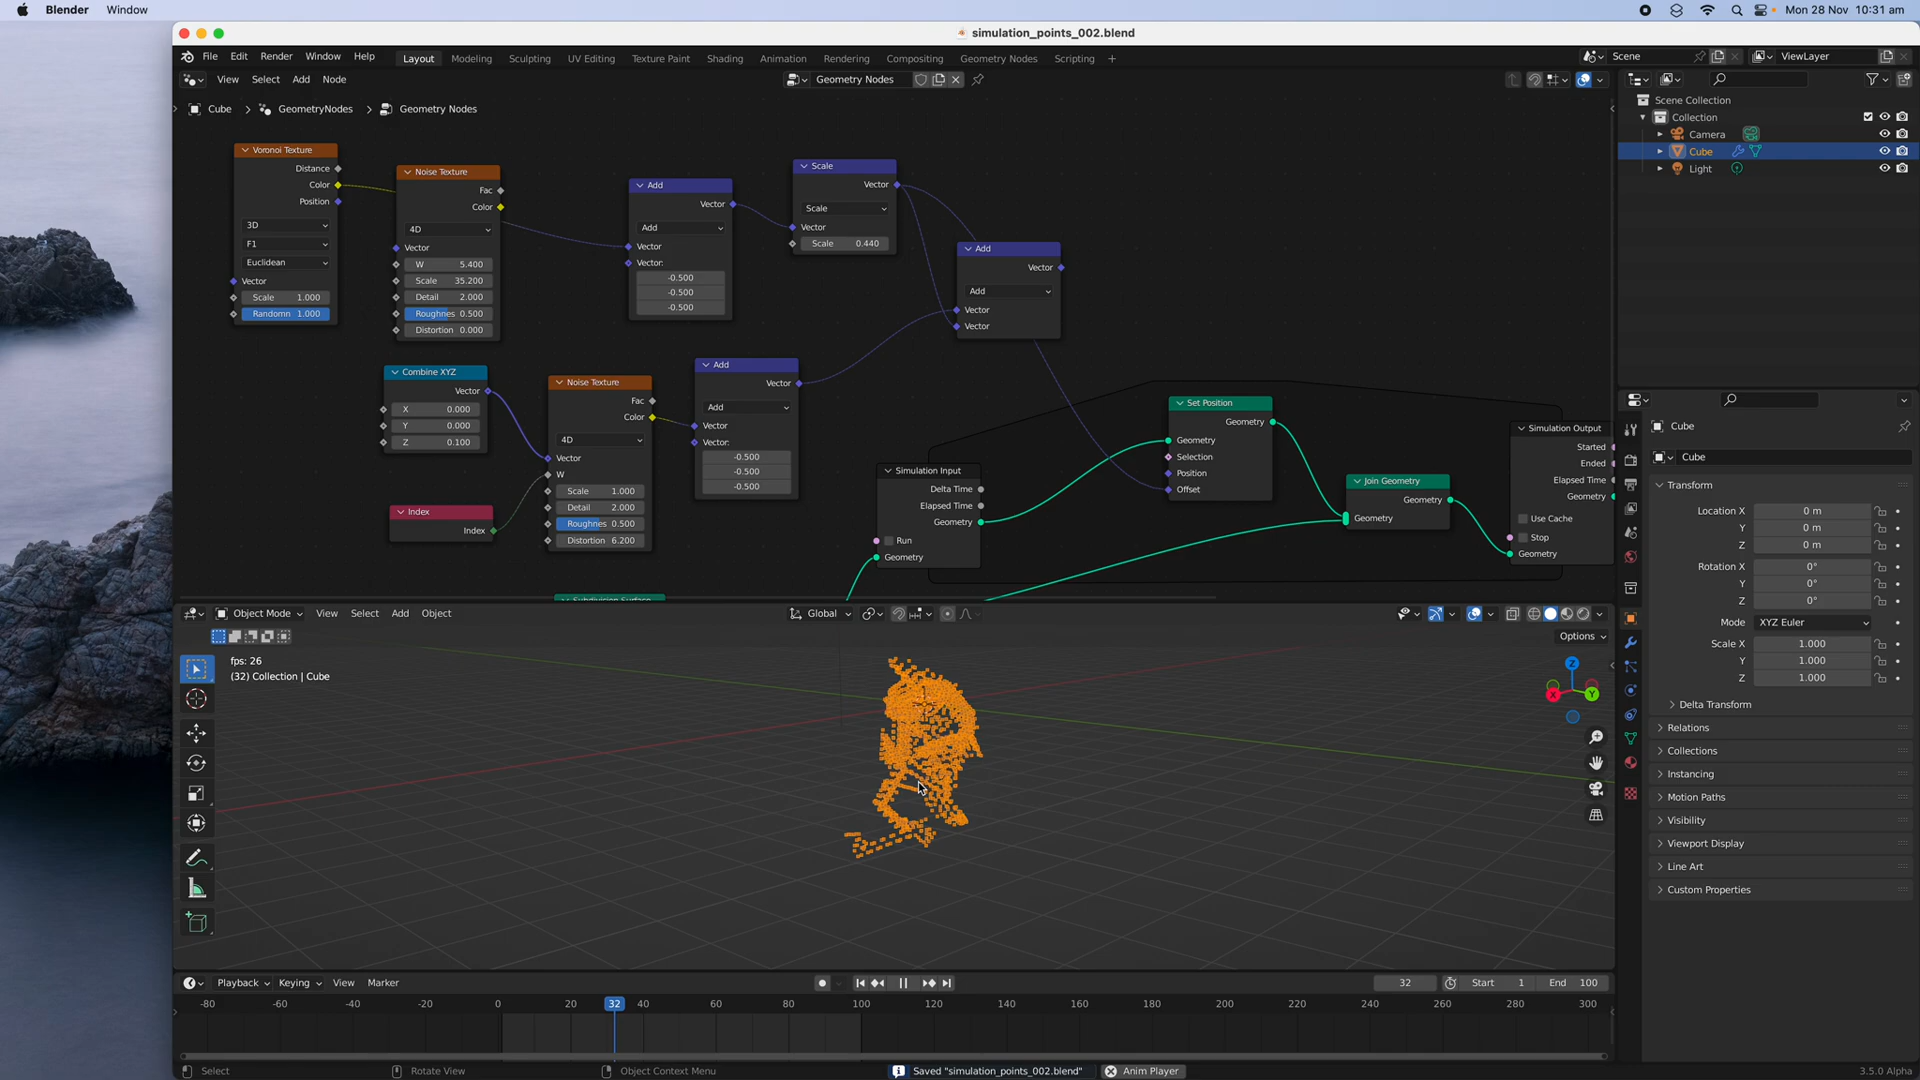 Blender Window
Mon 28 Nov 10:31 am
simulation_points_002.blend
File Edit Render Window Help
Layout Modeling Sculpting UV Editing Texture Paint Shading Animation Rendering Compositing Geometry Nodes Scripting +
Scene
ViewLayer
View Select Add Node
Geometry Nodes
Cube > GeometryNodes > Geometry Nodes
Voronoi Texture
Distance
Color
Position
3D
F1
Euclidean
Vector
Scale 1.000
Randomn 1.000
Noise Texture
Fac
Color
4D
Vector
W 5.400
Scale 35.200
Detail 2.000
Roughnes 0.500
Distortion 0.000
Add
Vector
Add
Vector
Vector:
-0.500
-0.500
-0.500
Scale
Vector
Scale
Vector
Scale 0.440
Add
Vector
Add
Vector
Vector
Combine XYZ
Vector
X 0.000
Y 0.000
Z 0.100
Index
Index
Noise Texture
Fac
Color
4D
Vector
W
Scale 1.000
Detail 2.000
Roughnes 0.500
Distortion 6.200
Add
Vector
Add
Vector
Vector:
-0.500
-0.500
-0.500
Simulation Input
Delta Time
Elapsed Time
Geometry
Run
Geometry
Set Position
Geometry
Geometry
Selection
Position
Offset
Join Geometry
Geometry
Geometry
Simulation Output
Started
Ended
Elapsed Time
Geometry
Use Cache
Stop
Geometry
Subdivision Surface
Object Mode View Select Add Object
Global
Options
fps: 26
(32) Collection | Cube
Z
X
Y
Playback Keying View Marker
32
Start 1
End 100
-80 -60 -40 -20 0 20 32 40 60 80 100 120 140 160 180 200 220 240 260 280 300
Select
Rotate View
Object Context Menu
Saved "simulation_points_002.blend"
Anim Player
3.5.0 Alpha
Scene Collection
Collection
Camera
Cube
Light
Cube
Cube
Transform
Location X 0 m
Y 0 m
Z 0 m
Rotation X 0°
Y 0°
Z 0°
Mode XYZ Euler
Scale X 1.000
Y 1.000
Z 1.000
Delta Transform
Relations
Collections
Instancing
Motion Paths
Visibility
Viewport Display
Line Art
Custom Properties